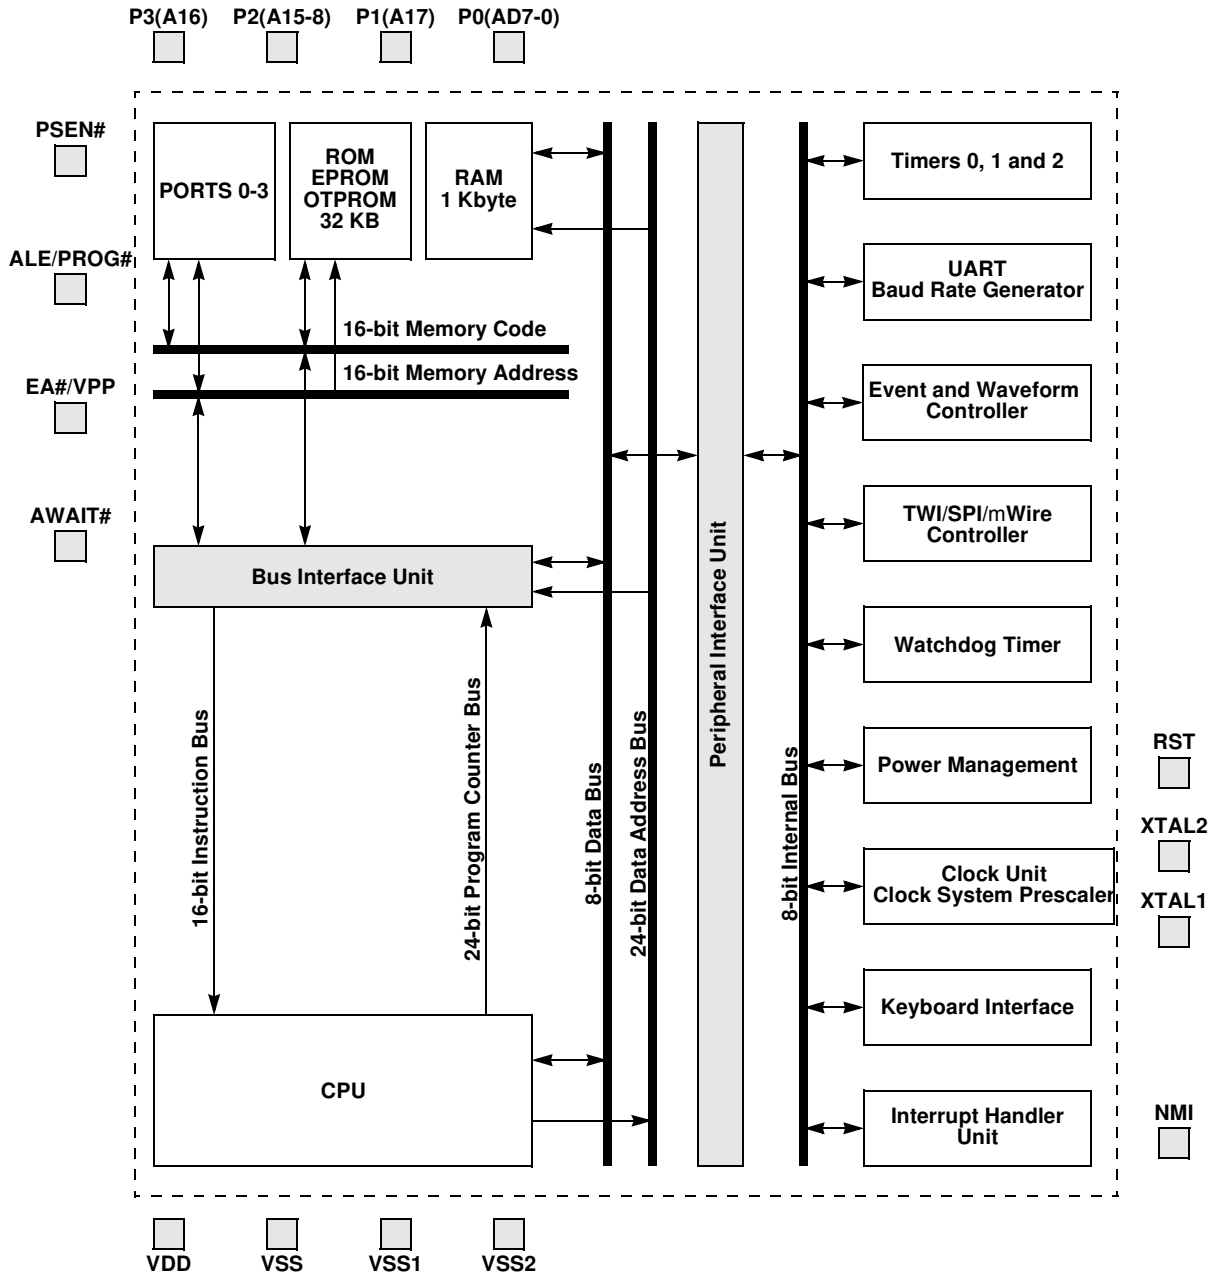 P3(A16) P2(A15-8) P1(A17) P0(AD7-0)
PSEN#
ALE/PROG#
EA#/VPP
AWAIT#
PORTS 0-3
ROM
EPROM
OTPROM
32 KB
RAM
1 Kbyte
16-bit Memory Code
16-bit Memory Address
Bus Interface Unit
16-bit Instruction Bus
24-bit Program Counter Bus
8-bit Data Bus
24-bit Data Address Bus
Peripheral Interface Unit
8-bit Internal Bus
CPU
Timers 0, 1 and 2
UART
Baud Rate Generator
Event and Waveform
Controller
TWI/SPI/mWire
Controller
Watchdog Timer
Power Management
Clock Unit
Clock System Prescaler
Keyboard Interface
Interrupt Handler
Unit
RST
XTAL2
XTAL1
NMI
VDD VSS VSS1 VSS2